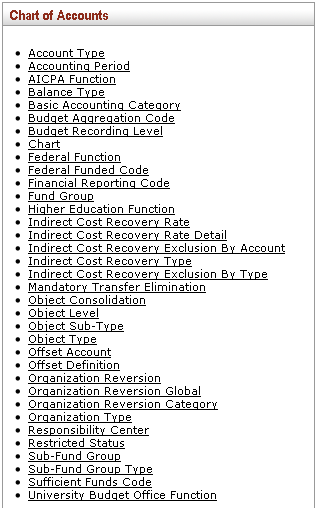 Chart of Accounts
Account Type
Accounting Period
AICPA Function
Balance Type
Basic Accounting Category
Budget Aggregation Code
Budget Recording Level
Chart
Federal Function
Federal Funded Code
Financial Reporting Code
Fund Group
Higher Education Function
Indirect Cost Recovery Rate
Indirect Cost Recovery Rate Detail
Indirect Cost Recovery Exclusion By Account
Indirect Cost Recovery Type
Indirect Cost Recovery Exclusion By Type
Mandatory Transfer Elimination
Object Consolidation
Object Level
Object Sub-Type
Object Type
Offset Account
Offset Definition
Organization Reversion
Organization Reversion Global
Organization Reversion Category
Organization Type
Responsibility Center
Restricted Status
Sub-Fund Group
Sub-Fund Group Type
Sufficient Funds Code
University Budget Office Function